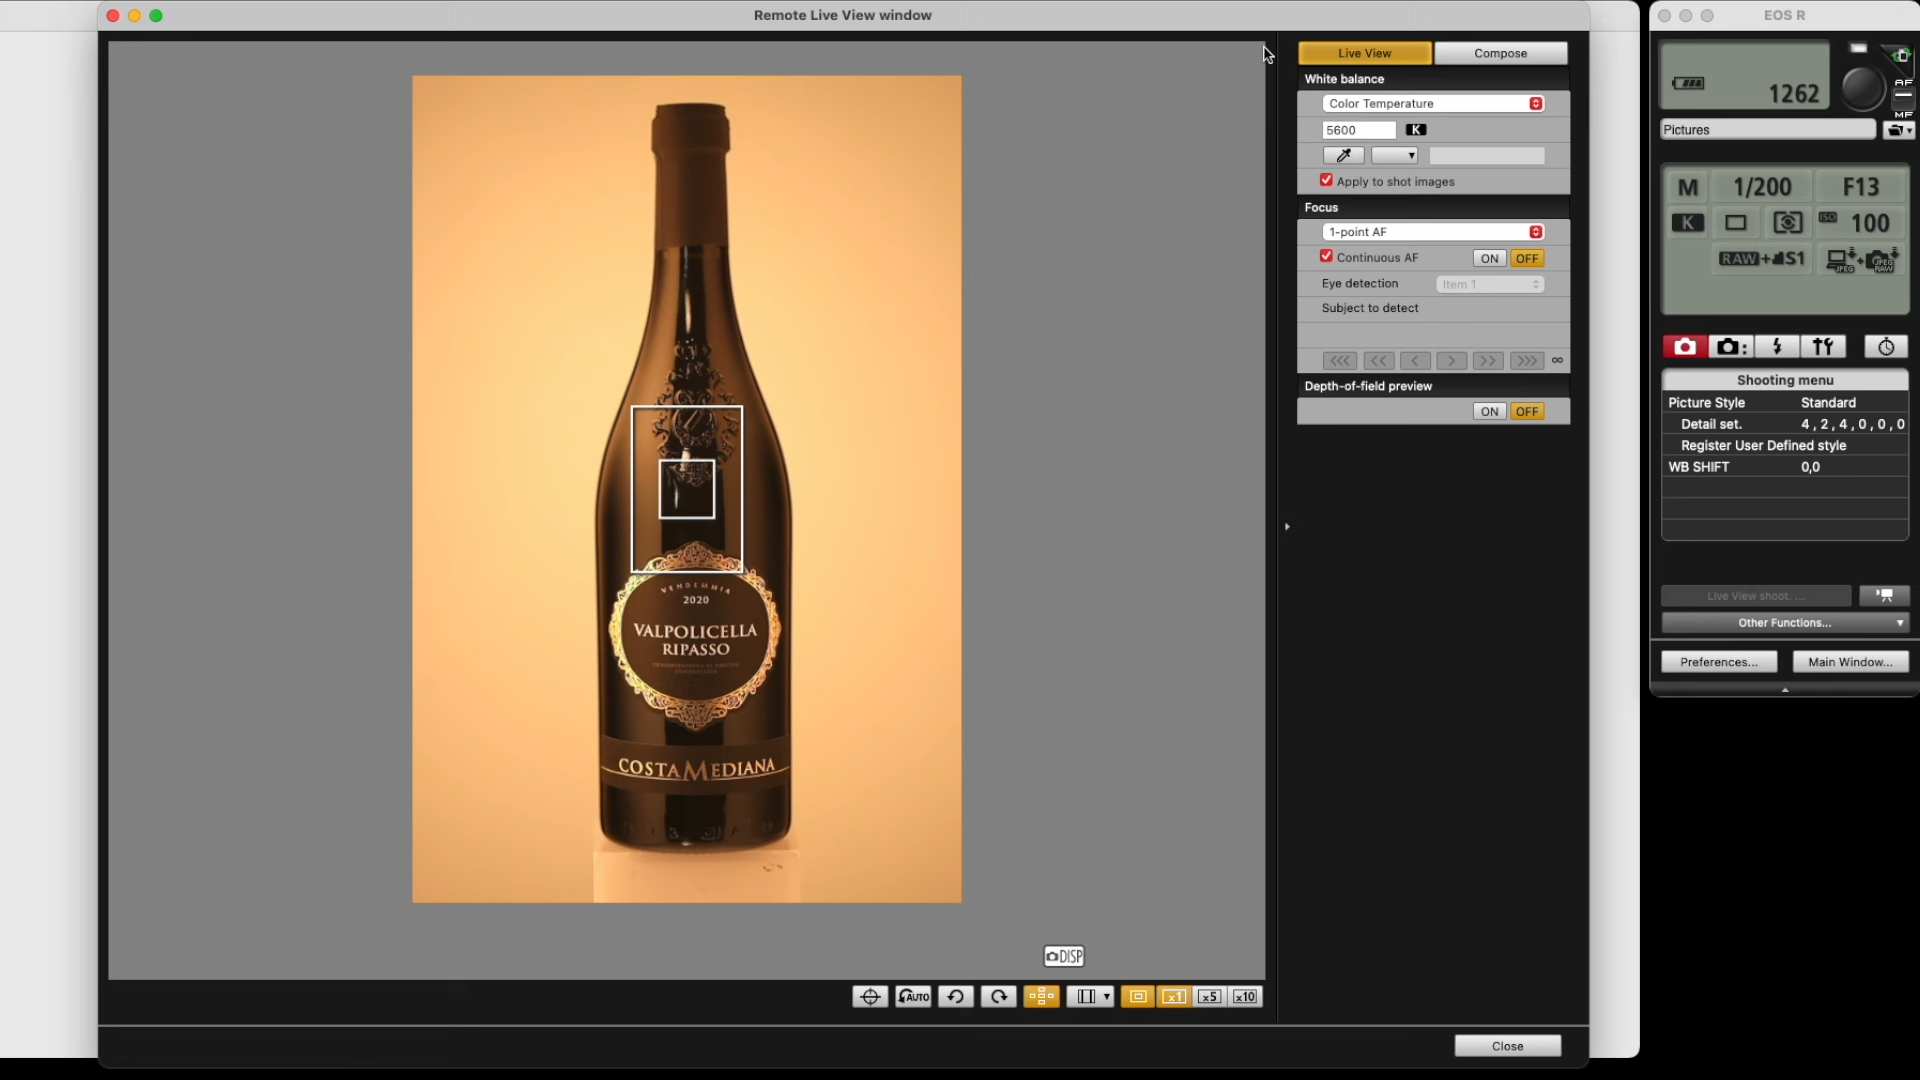 Remote Live View window
EOS R
Live View
Compose
White balance
Color Temperature
5600
K
Apply to shot images
Focus
1-point AF
Continuous AF
ON
OFF
Eye detection
Item 1
Subject to detect
<<<
<<
<
>
>>
>>>
∞
Depth-of-field preview
ON
OFF
VENDEMMIA
2020
VALPOLICELLA
RIPASSO
COSTAMEDIANA
DISP
AUTO
x1
x5
x10
Close
1262
AF
MF
Pictures
M
1/200
F13
K
ISO
100
RAW+S1
JPEG
JPEG
RAW
Shooting menu
Picture Style
Standard
Detail set.
4,2,4,0,0,0
Register User Defined style
WB SHIFT
0,0
Live View shoot. ...
Other Functions...
Preferences...
Main Window...